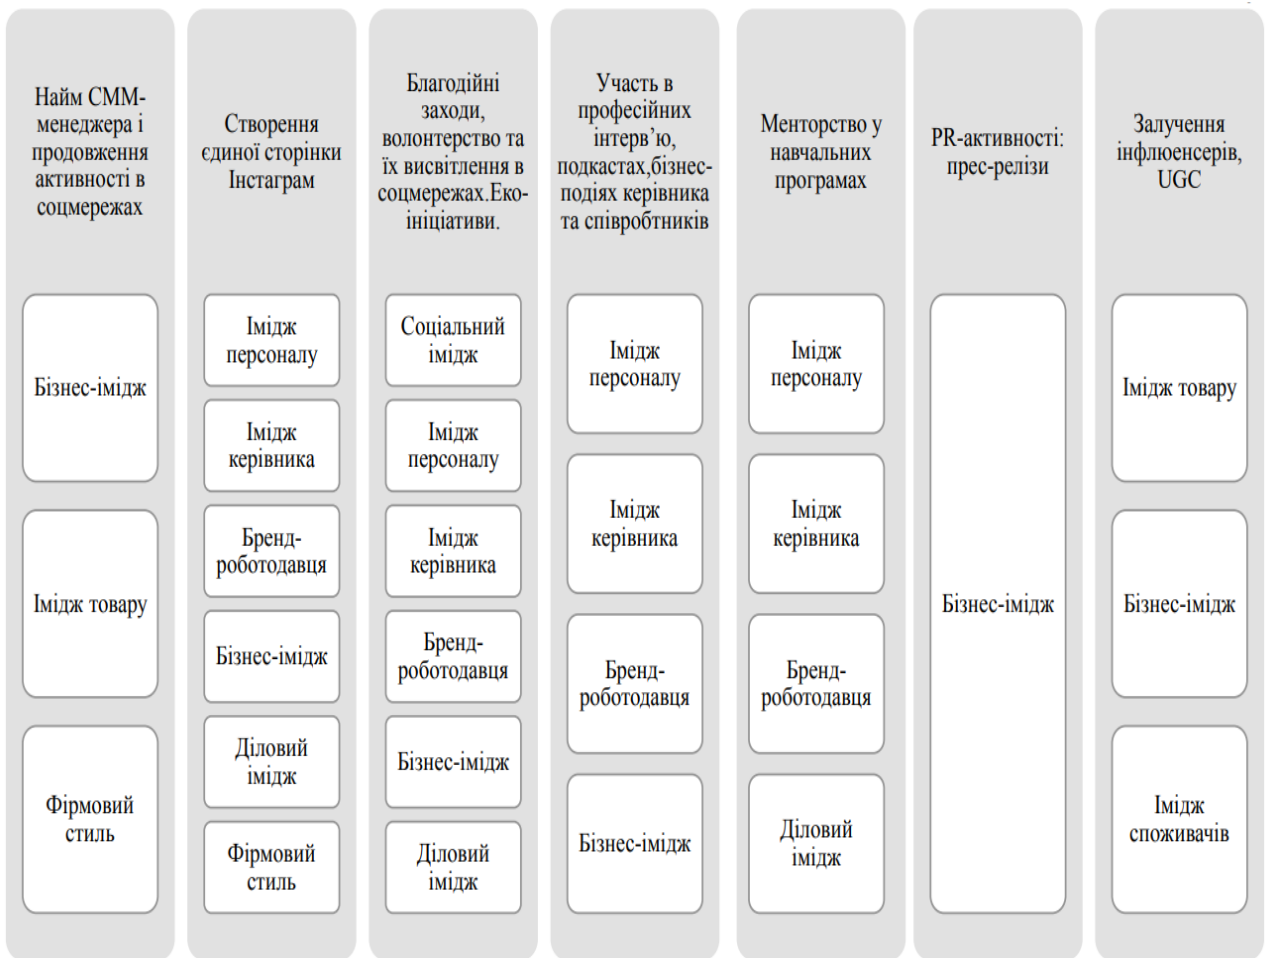 Найм СММ-
менеджера і
продовження
активності в
соцмережах
Бізнес-імідж
Імідж товару
Фірмовий
стиль
Створення
єдиної сторінки
Інстаграм
Імідж
персоналу
Імідж
керівника
Бренд-
роботодавця
Бізнес-імідж
Діловий
імідж
Фірмовий
стиль
Благодійні
заходи,
волонтерство та
їх висвітлення в
соцмережах.Еко-
ініціативи.
Соціальний
імідж
Імідж
персоналу
Імідж
керівника
Бренд-
роботодавця
Бізнес-імідж
Діловий
імідж
Участь в
професійних
інтерв’ю,
подкастах,бізнес-
подіях керівника
та співробтників
Імідж
персоналу
Імідж
керівника
Бренд-
роботодавця
Бізнес-імідж
Менторство у
навчальних
програмах
Імідж
персоналу
Імідж
керівника
Бренд-
роботодавця
Діловий
імідж
PR-активності:
прес-релізи
Бізнес-імідж
Залучення
інфлюенсерів,
UGC
Імідж товару
Бізнес-імідж
Імідж
споживачів